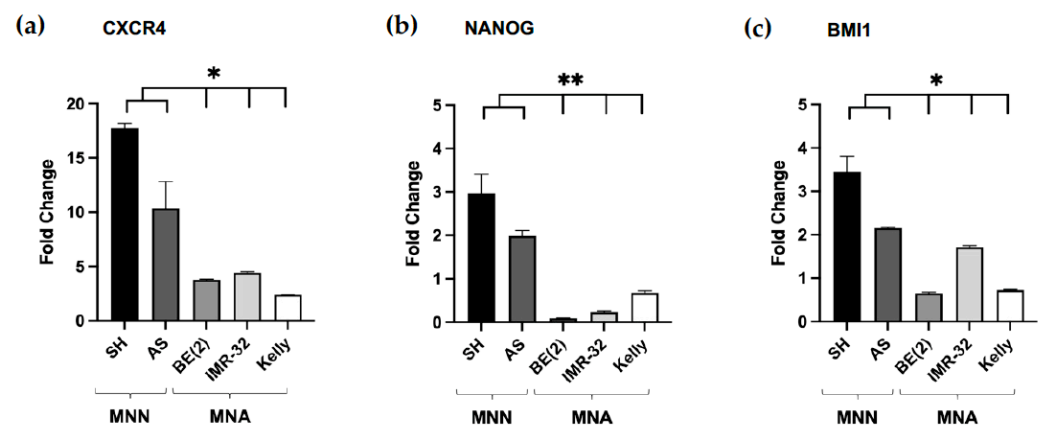 (a) CXCR4
*
Fold Change
20
15
10
5
0
SH AS BE(2) IMR-32 Kelly
MNN MNA
(b) NANOG
**
Fold Change
5
4
3
2
1
0
SH AS BE(2) IMR-32 Kelly
MNN MNA
(c) BMI1
*
Fold Change
5
4
3
2
1
0
SH AS BE(2) IMR-32 Kelly
MNN MNA